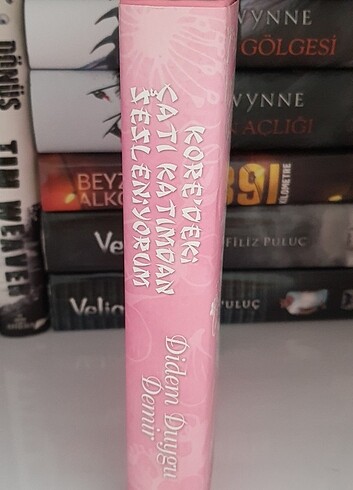 KORE'DEKİ
ÇATI KATIMDAN
SESLENİYORUM
Didem Duygu
Demir
DÖNÜŞ
TIM WEAVER
WYNNE
GÖLGESİ
WYNNE
AÇLIĞI
BEYZ
ALKO
391
KİLOMETRE
Ve
FİLİZ PULUÇ
Velia
PULUÇ